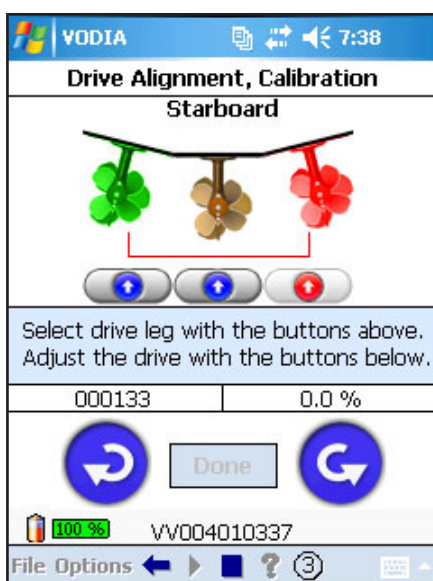 VODIA 7:38
Drive Alignment, Calibration
Starboard
Select drive leg with the buttons above.
Adjust the drive with the buttons below.
000133 0.0 %
Done
100 % VV004010337
File Options ? 3